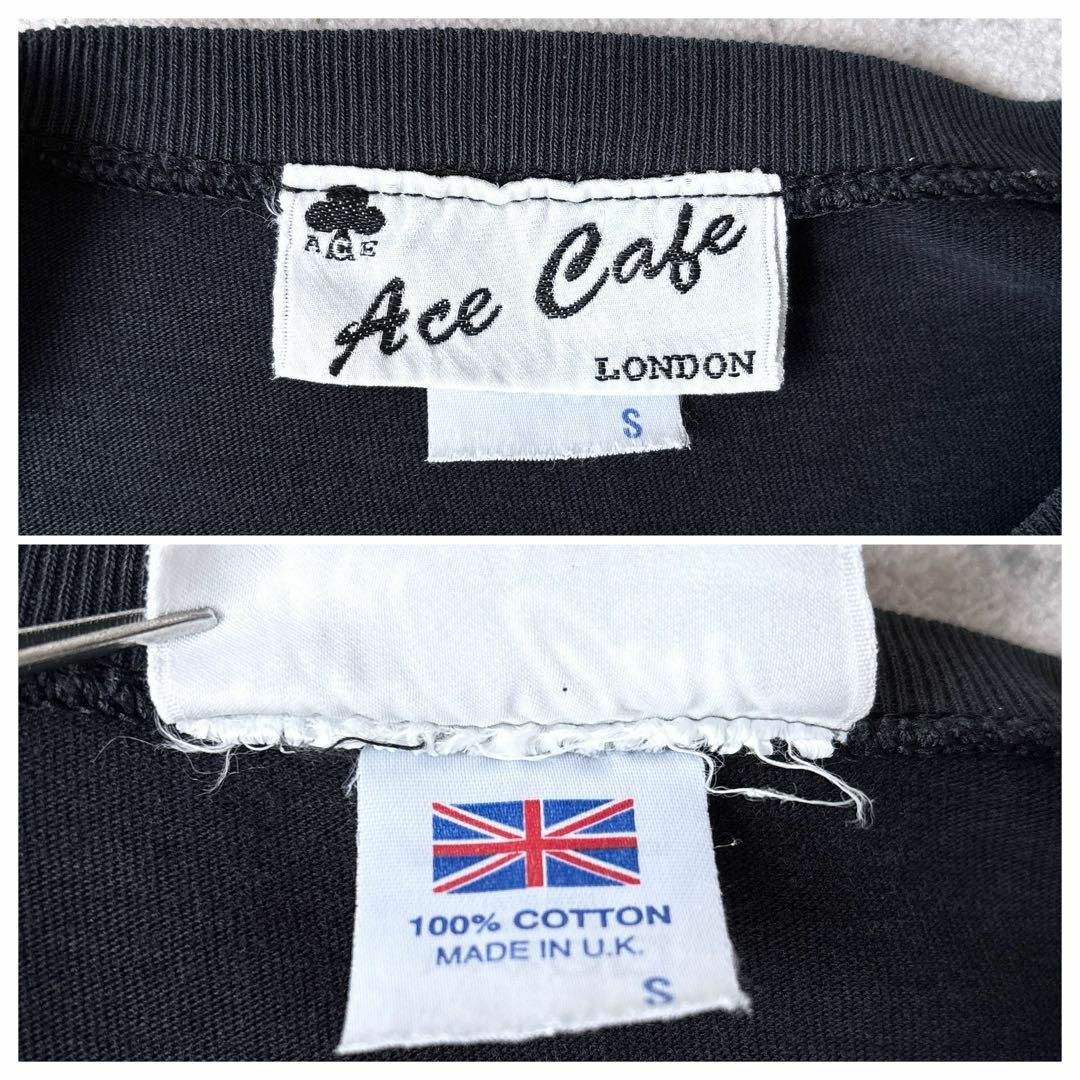 ACE
Ace Cafe
LONDON
S
100% COTTON
MADE IN U.K.
S